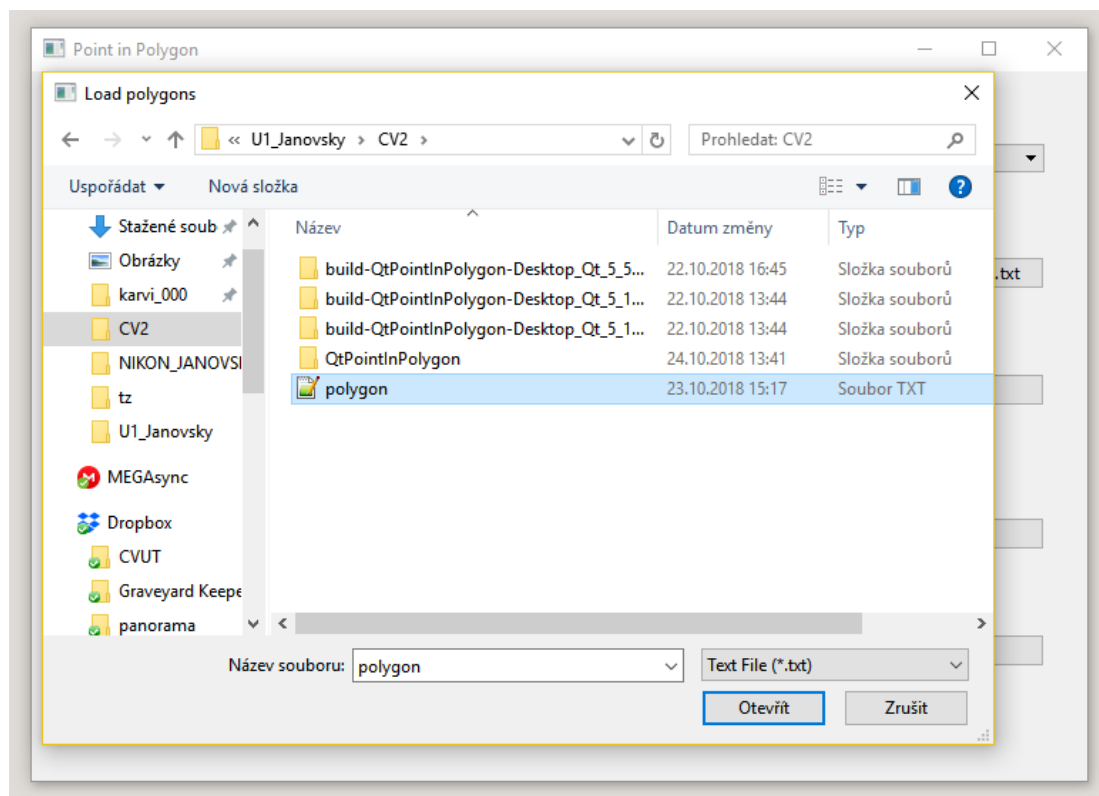 Point in Polygon
Load polygons
« U1_Janovsky › CV2 ›
Prohledat: CV2
Uspořádat
Nová složka
Název Datum změny Typ
Stažené soub
Obrázky
karvi_000
CV2
NIKON_JANOVS
tz
U1_Janovsky
MEGAsync
Dropbox
CVUT
Graveyard Keepe
panorama
build-QtPointInPolygon-Desktop_Qt_5_5... 22.10.2018 16:45 Složka souborů
build-QtPointInPolygon-Desktop_Qt_5_1... 22.10.2018 13:44 Složka souborů
build-QtPointInPolygon-Desktop_Qt_5_1... 22.10.2018 13:44 Složka souborů
QtPointInPolygon 24.10.2018 13:41 Složka souborů
polygon 23.10.2018 15:17 Soubor TXT
.txt
Název souboru: polygon Text File (*.txt)
Otevřít Zrušit